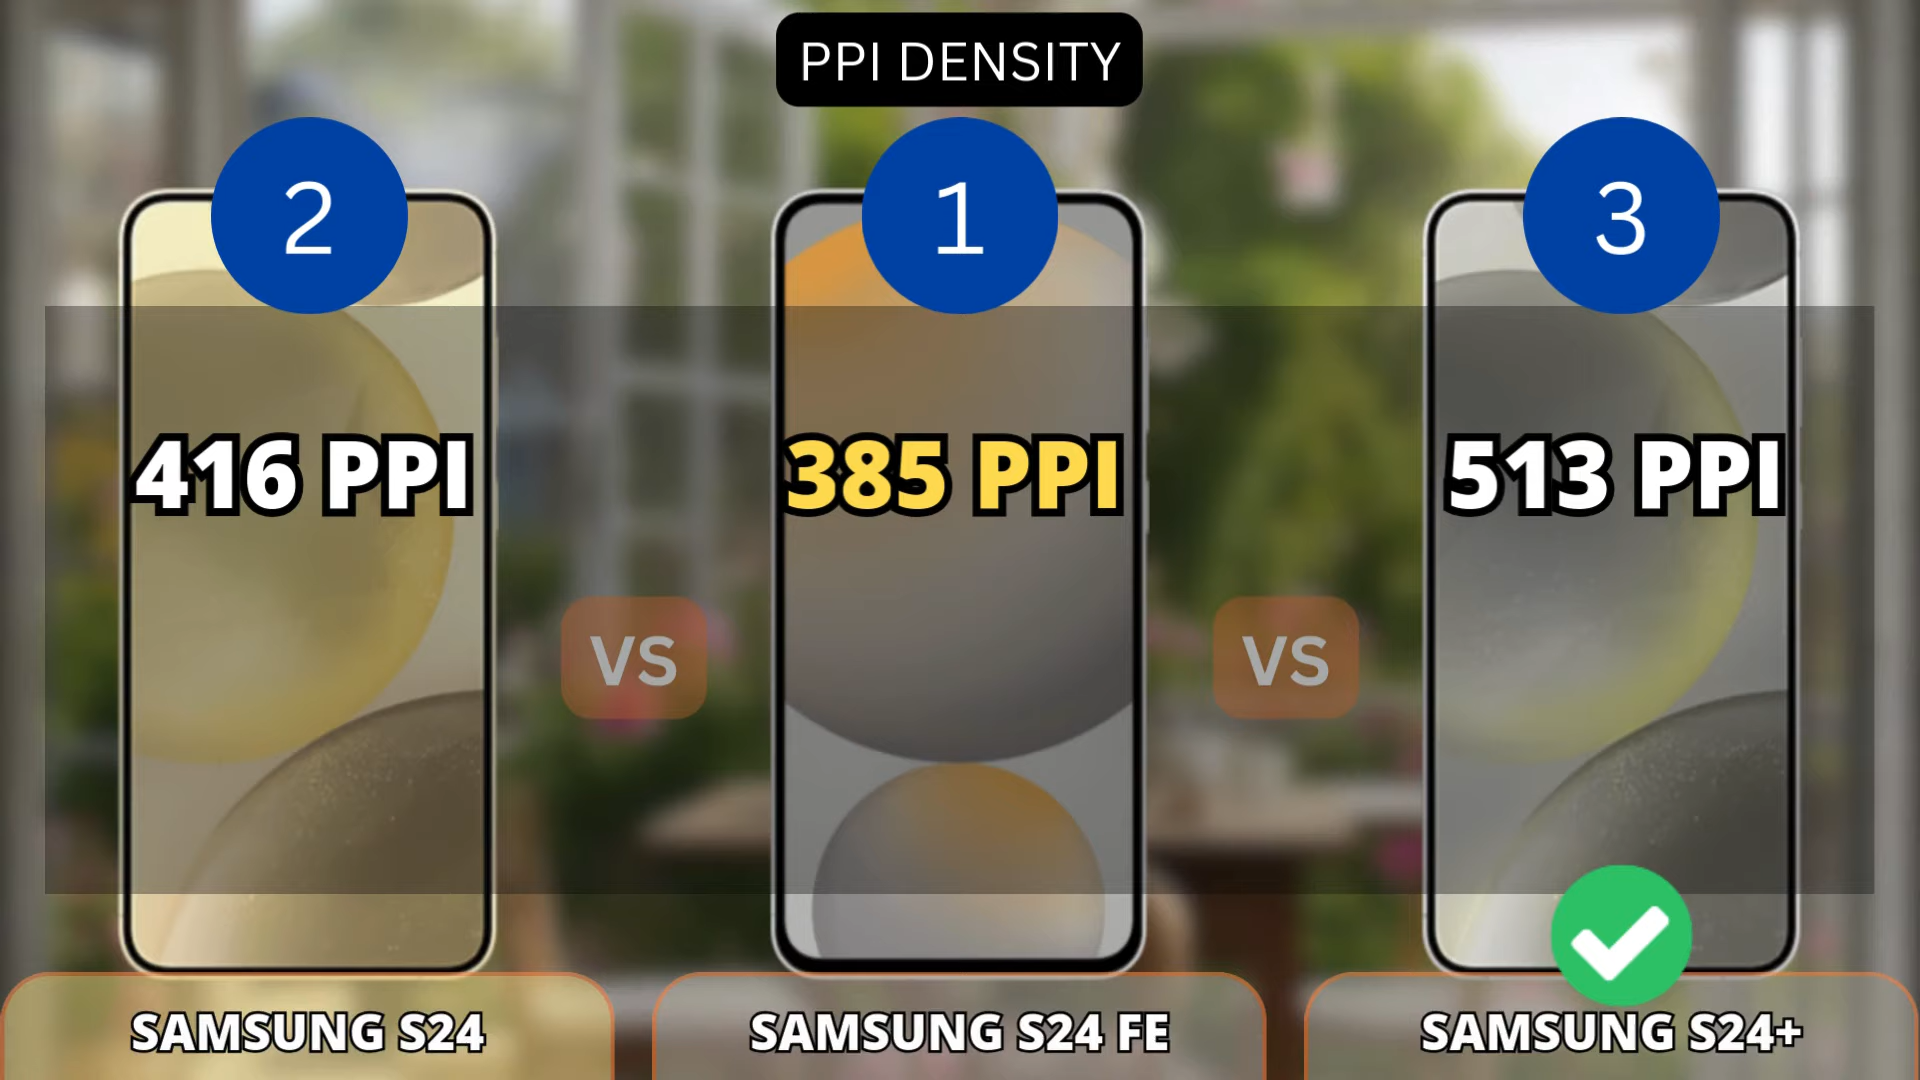 PPI DENSITY
2
1
3
416 PPI
385 PPI
513 PPI
VS
VS
SAMSUNG S24
SAMSUNG S24 FE
SAMSUNG S24+